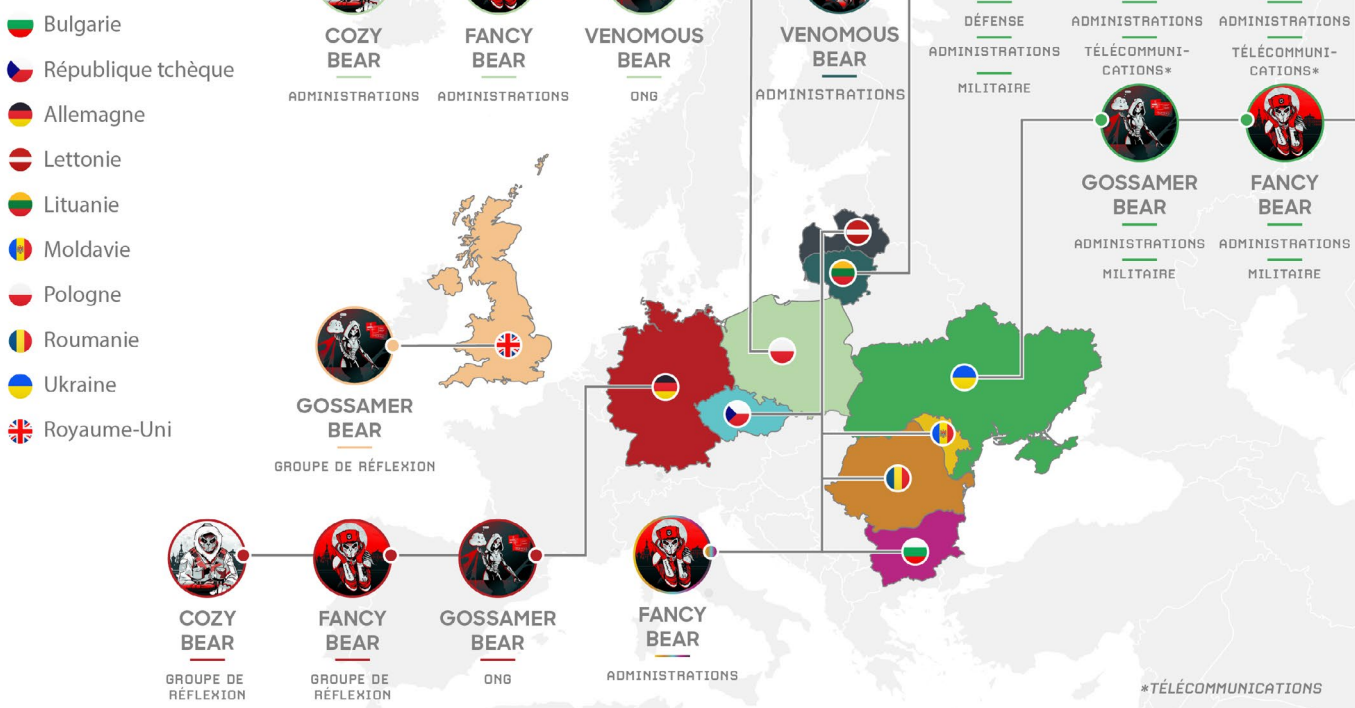 Bulgarie
République tchèque
Allemagne
Lettonie
Lituanie
Moldavie
Pologne
Roumanie
Ukraine
Royaume-Uni
COZY
BEAR
ADMINISTRATIONS
FANCY
BEAR
ADMINISTRATIONS
VENOMOUS
BEAR
ONG
VENOMOUS
BEAR
ADMINISTRATIONS
DÉFENSE
ADMINISTRATIONS
MILITAIRE
ADMINISTRATIONS
TÉLÉCOMMUNI-
CATIONS*
ADMINISTRATIONS
TÉLÉCOMMUNI-
CATIONS*
GOSSAMER
BEAR
ADMINISTRATIONS
MILITAIRE
FANCY
BEAR
ADMINISTRATIONS
MILITAIRE
GOSSAMER
BEAR
GROUPE DE RÉFLEXION
COZY
BEAR
GROUPE DE
RÉFLEXION
FANCY
BEAR
GROUPE DE
RÉFLEXION
GOSSAMER
BEAR
ONG
FANCY
BEAR
ADMINISTRATIONS
*TÉLÉCOMMUNICATIONS